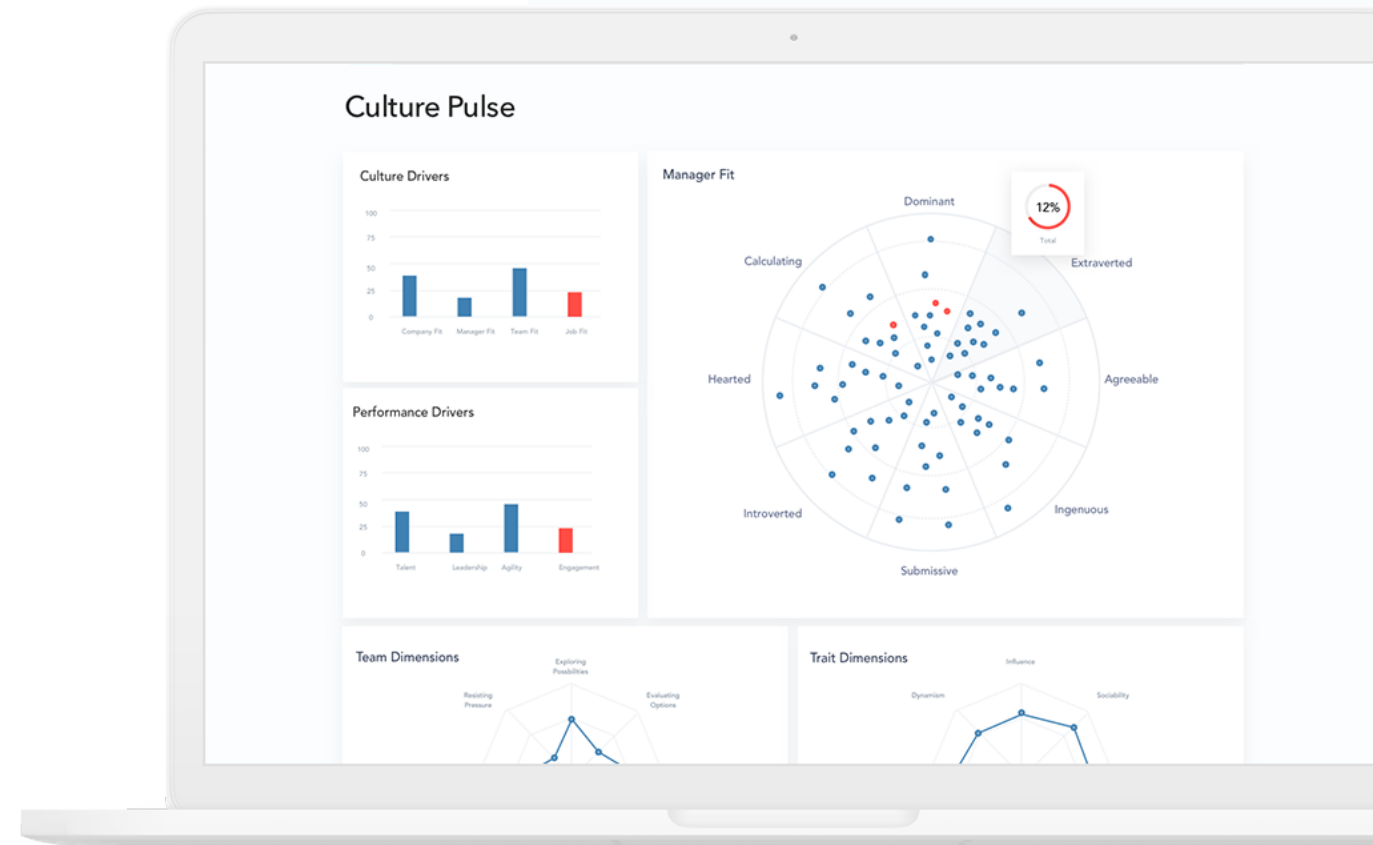 Culture Pulse
Culture Drivers
100
75
50
25
0
Company Fit
Manager Fit
Team Fit
Job Fit
Manager Fit
Dominant
12%
Total
Calculating
Extraverted
Hearted
Agreeable
Introverted
Ingenuous
Submissive
Performance Drivers
100
75
50
25
0
Talent
Leadership
Agility
Engagement
Team Dimensions
Exploring
Possibilities
Resisting
Pressure
Evaluating
Options
Trait Dimensions
Influence
Dynamism
Sociability